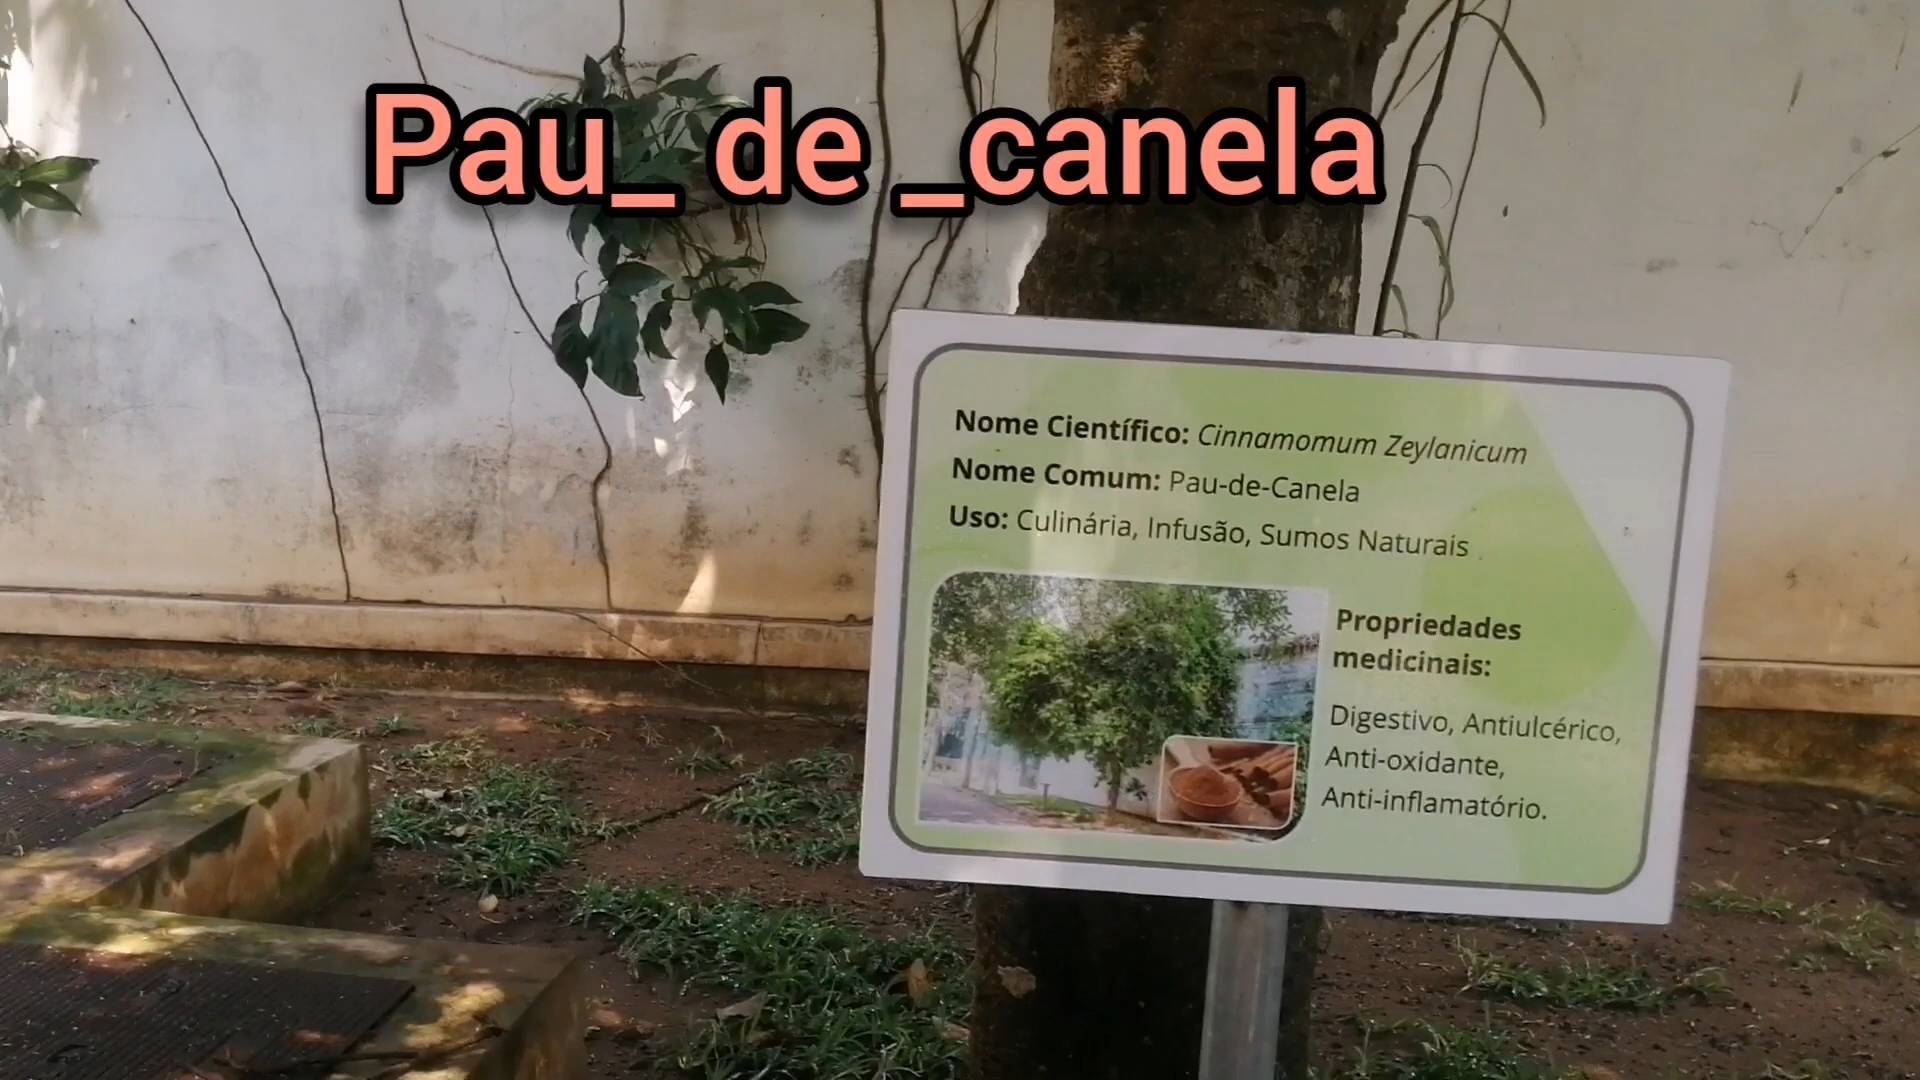 Pau_ de _canela
Nome Científico: Cinnamomum Zeylanicum
Nome Comum: Pau-de-Canela
Uso: Culinária, Infusão, Sumos Naturais
Propriedades
medicinais:
Digestivo, Antiulcérico,
Anti-oxidante,
Anti-inflamatório.